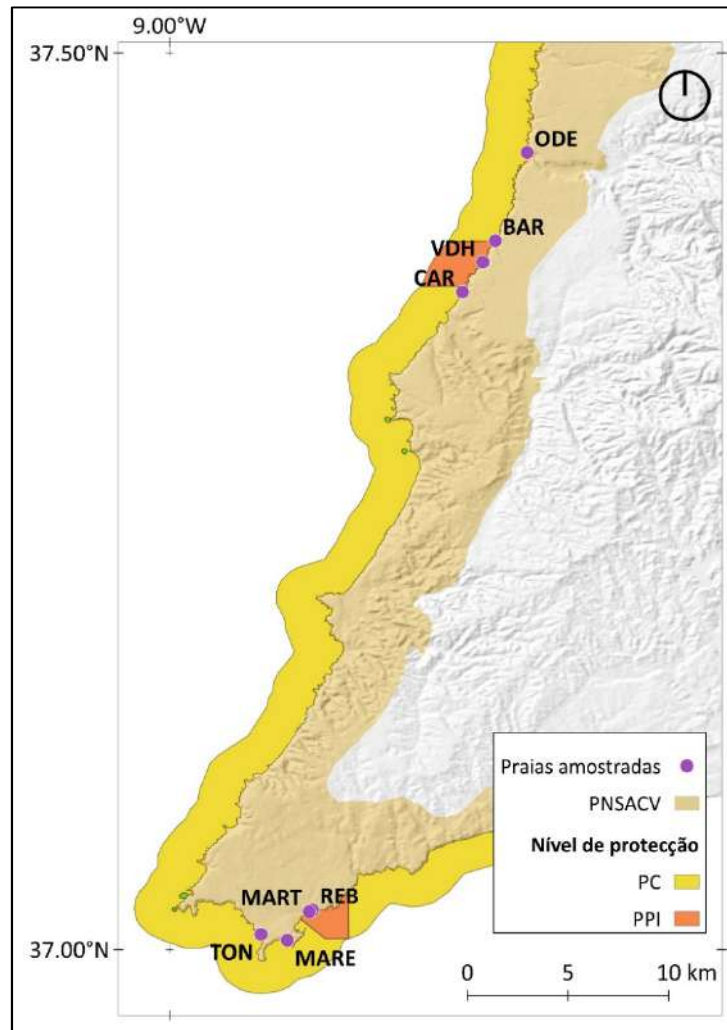 9.00°W
37.50°N
ODE
BAR
VDH
CAR
Praias amostradas
PNSACV
Nível de protecção
PC
PPI
MART REB
37.00°N
TON
MARE
0 5 10 km